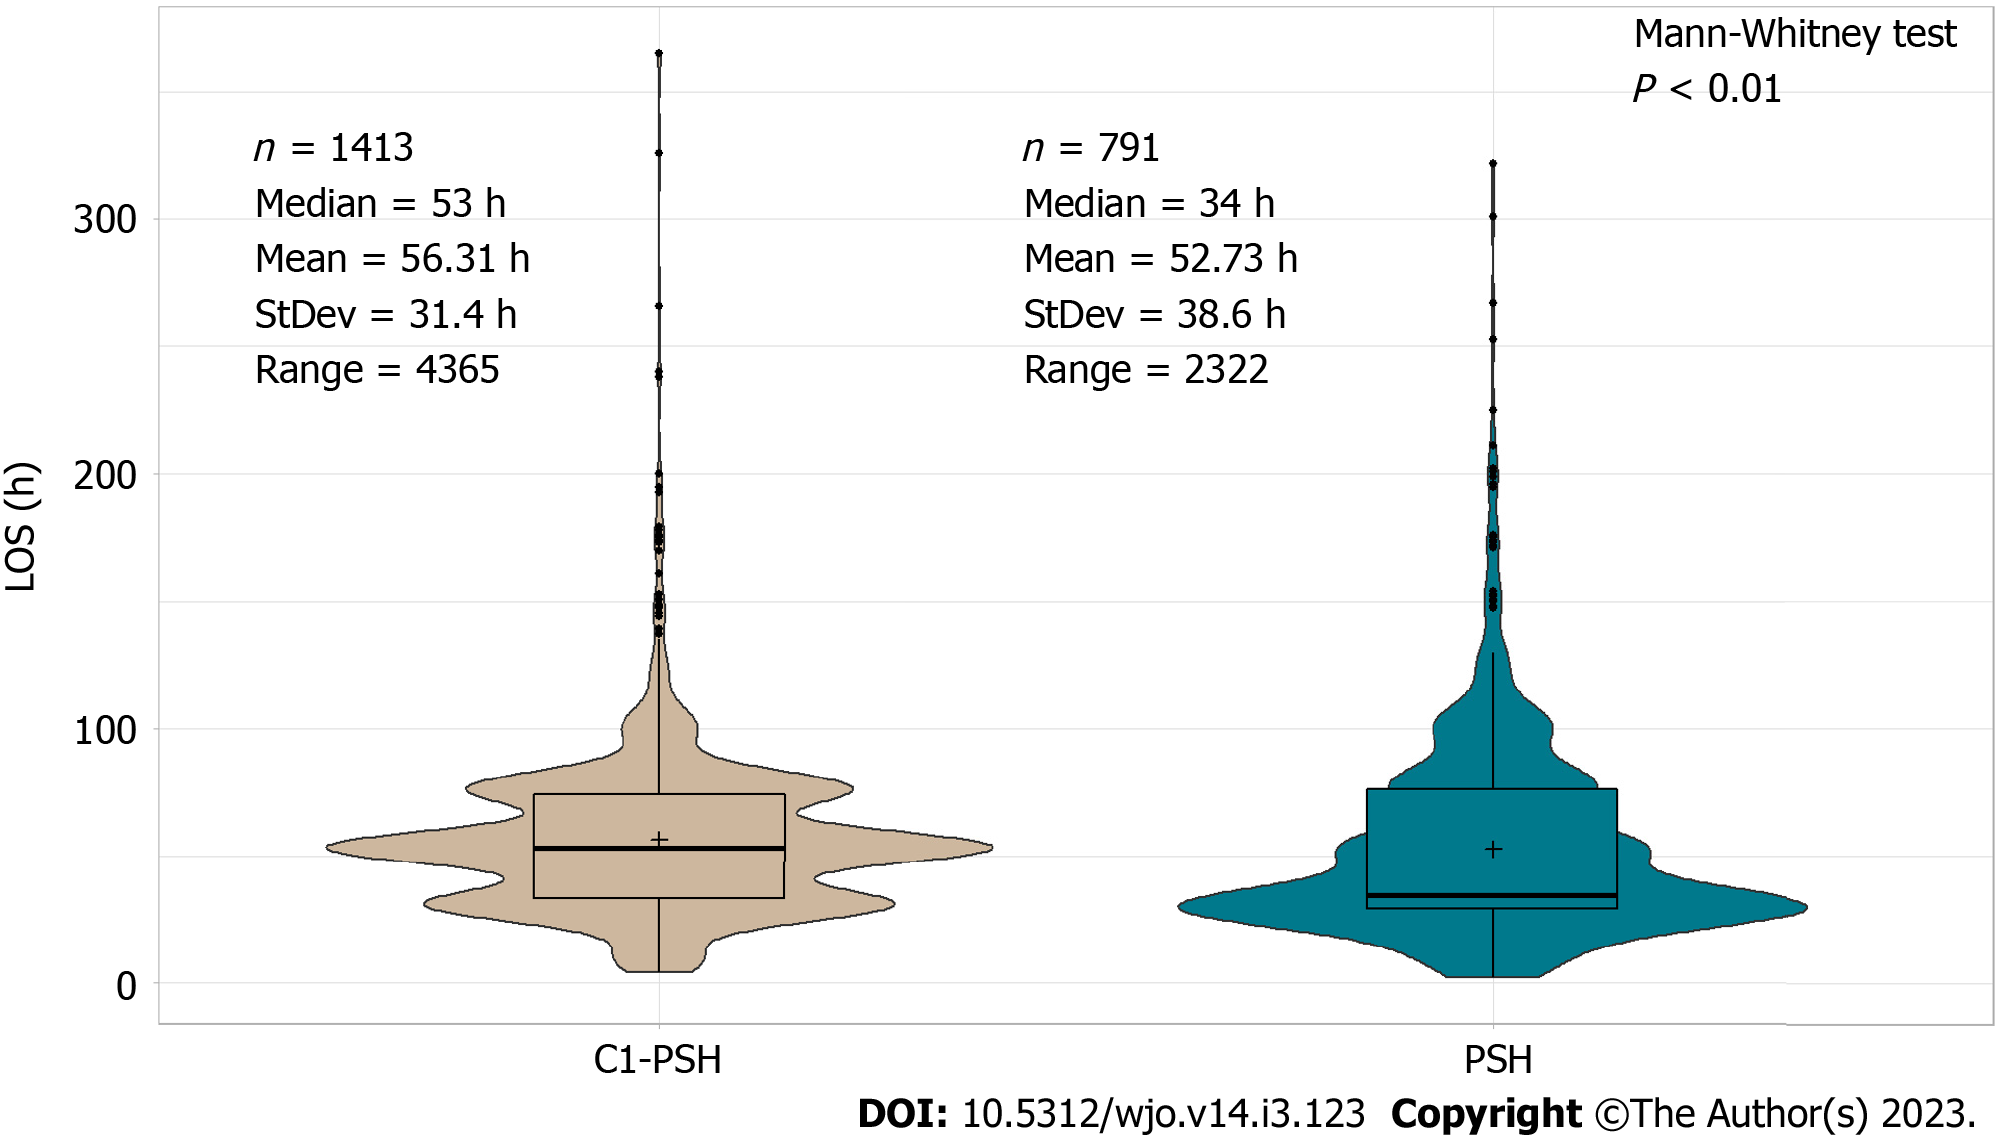 Mann-Whitney test
P < 0.01
n = 1413
Median = 53 h
Mean = 56.31 h
StDev = 31.4 h
Range = 4365
n = 791
Median = 34 h
Mean = 52.73 h
StDev = 38.6 h
Range = 2322
LOS (h)
300
200
100
0
C1-PSH
PSH
DOI: 10.5312/wjo.v14.i3.123 Copyright ©The Author(s) 2023.